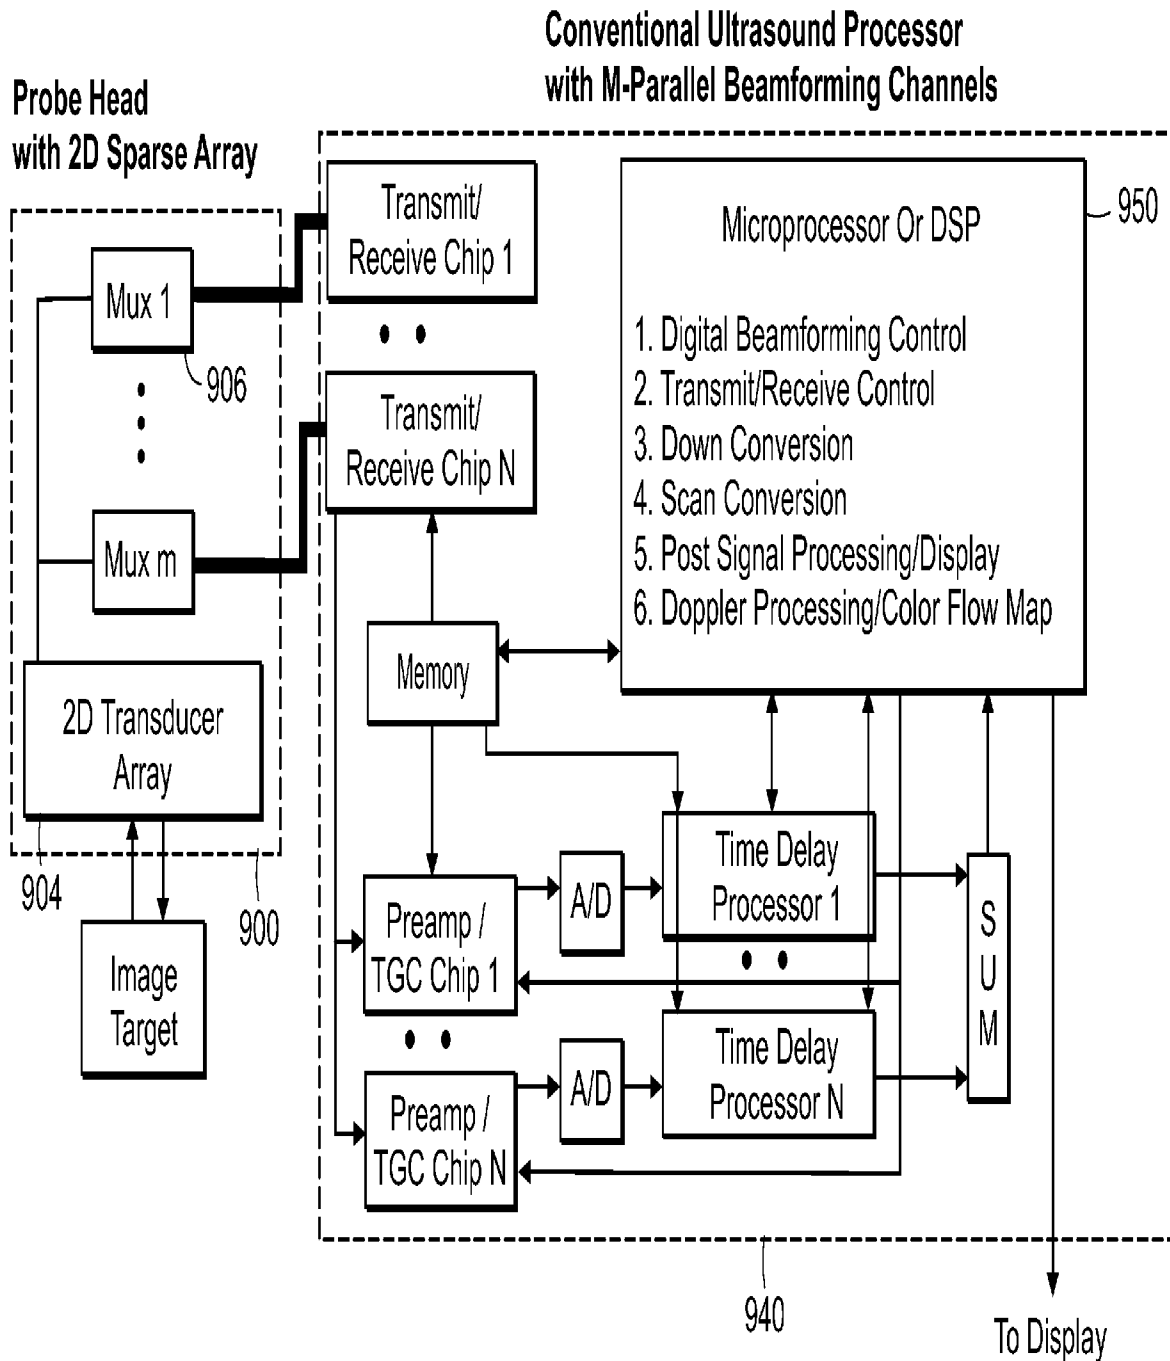 Conventional Ultrasound Processor
with M-Parallel Beamforming Channels
Probe Head
with 2D Sparse Array
Transmit/
Receive Chip 1
Microprocessor Or DSP
950
Mux 1
906
1. Digital Beamforming Control
2. Transmit/Receive Control
3. Down Conversion
4. Scan Conversion
5. Post Signal Processing/Display
6. Doppler Processing/Color Flow Map
Transmit/
Receive Chip N
Mux m
Memory
2D Transducer
Array
904
900
Image
Target
Preamp /
TGC Chip 1
A/D
Time Delay
Processor 1
S
U
M
Preamp /
TGC Chip N
A/D
Time Delay
Processor N
940
To Display